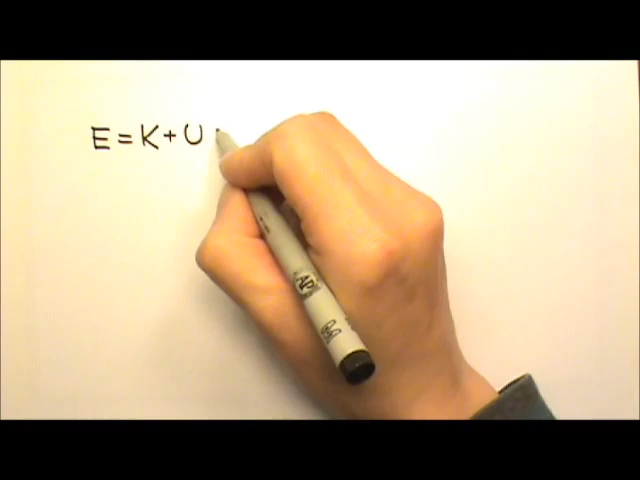 E = K + U